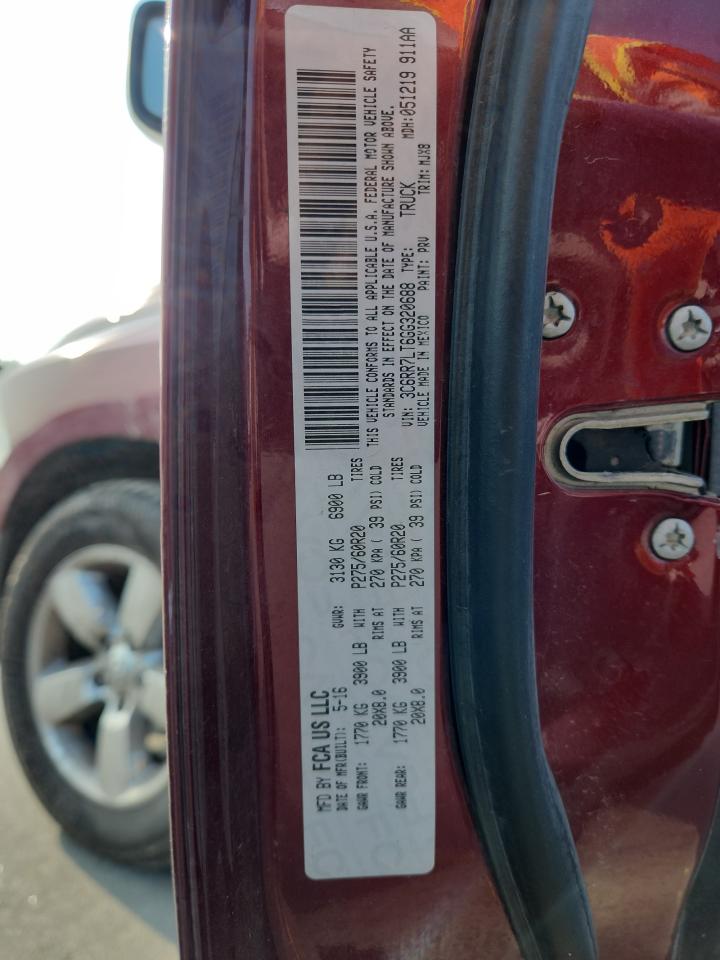 MFD BY FCA US LLC
DATE OF MFR(BUILT): 5-16 GVWR: 3130 KG 6900 LB
GAWR FRONT: 1770 KG 3900 LB WITH P275/60R20 TIRES
20X8.0 RIMS AT 270 KPA ( 39 PSI) COLD
GAWR REAR: 1770 KG 3900 LB WITH P275/60R20 TIRES
20X8.0 RIMS AT 270 KPA ( 39 PSI) COLD
THIS VEHICLE CONFORMS TO ALL APPLICABLE U.S.A. FEDERAL MOTOR VEHICLE SAFETY
STANDARDS IN EFFECT ON THE DATE OF MANUFACTURE SHOWN ABOVE.
VIN: 3C6RR7LT6GG320688 TYPE: TRUCK MDH:051219 911AA
VEHICLE MADE IN MEXICO PAINT: PRV TRIM: MJX8